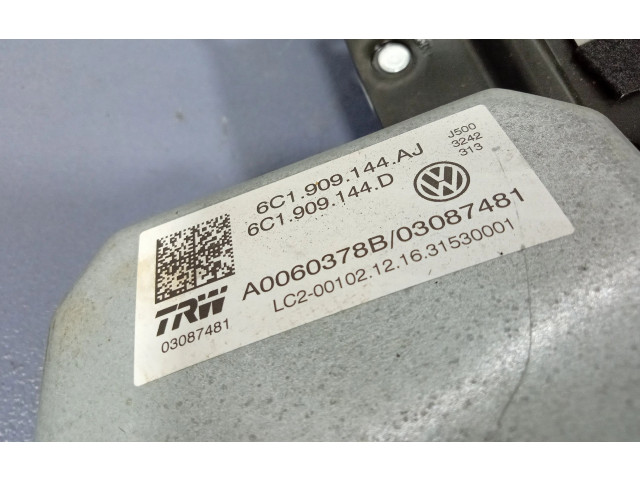 6C1.909.144.AJ
6C1.909.144.D
J500
3242
313
A0060378B/03087481
LC2-00102.12.16.31530001
TRW
03087481